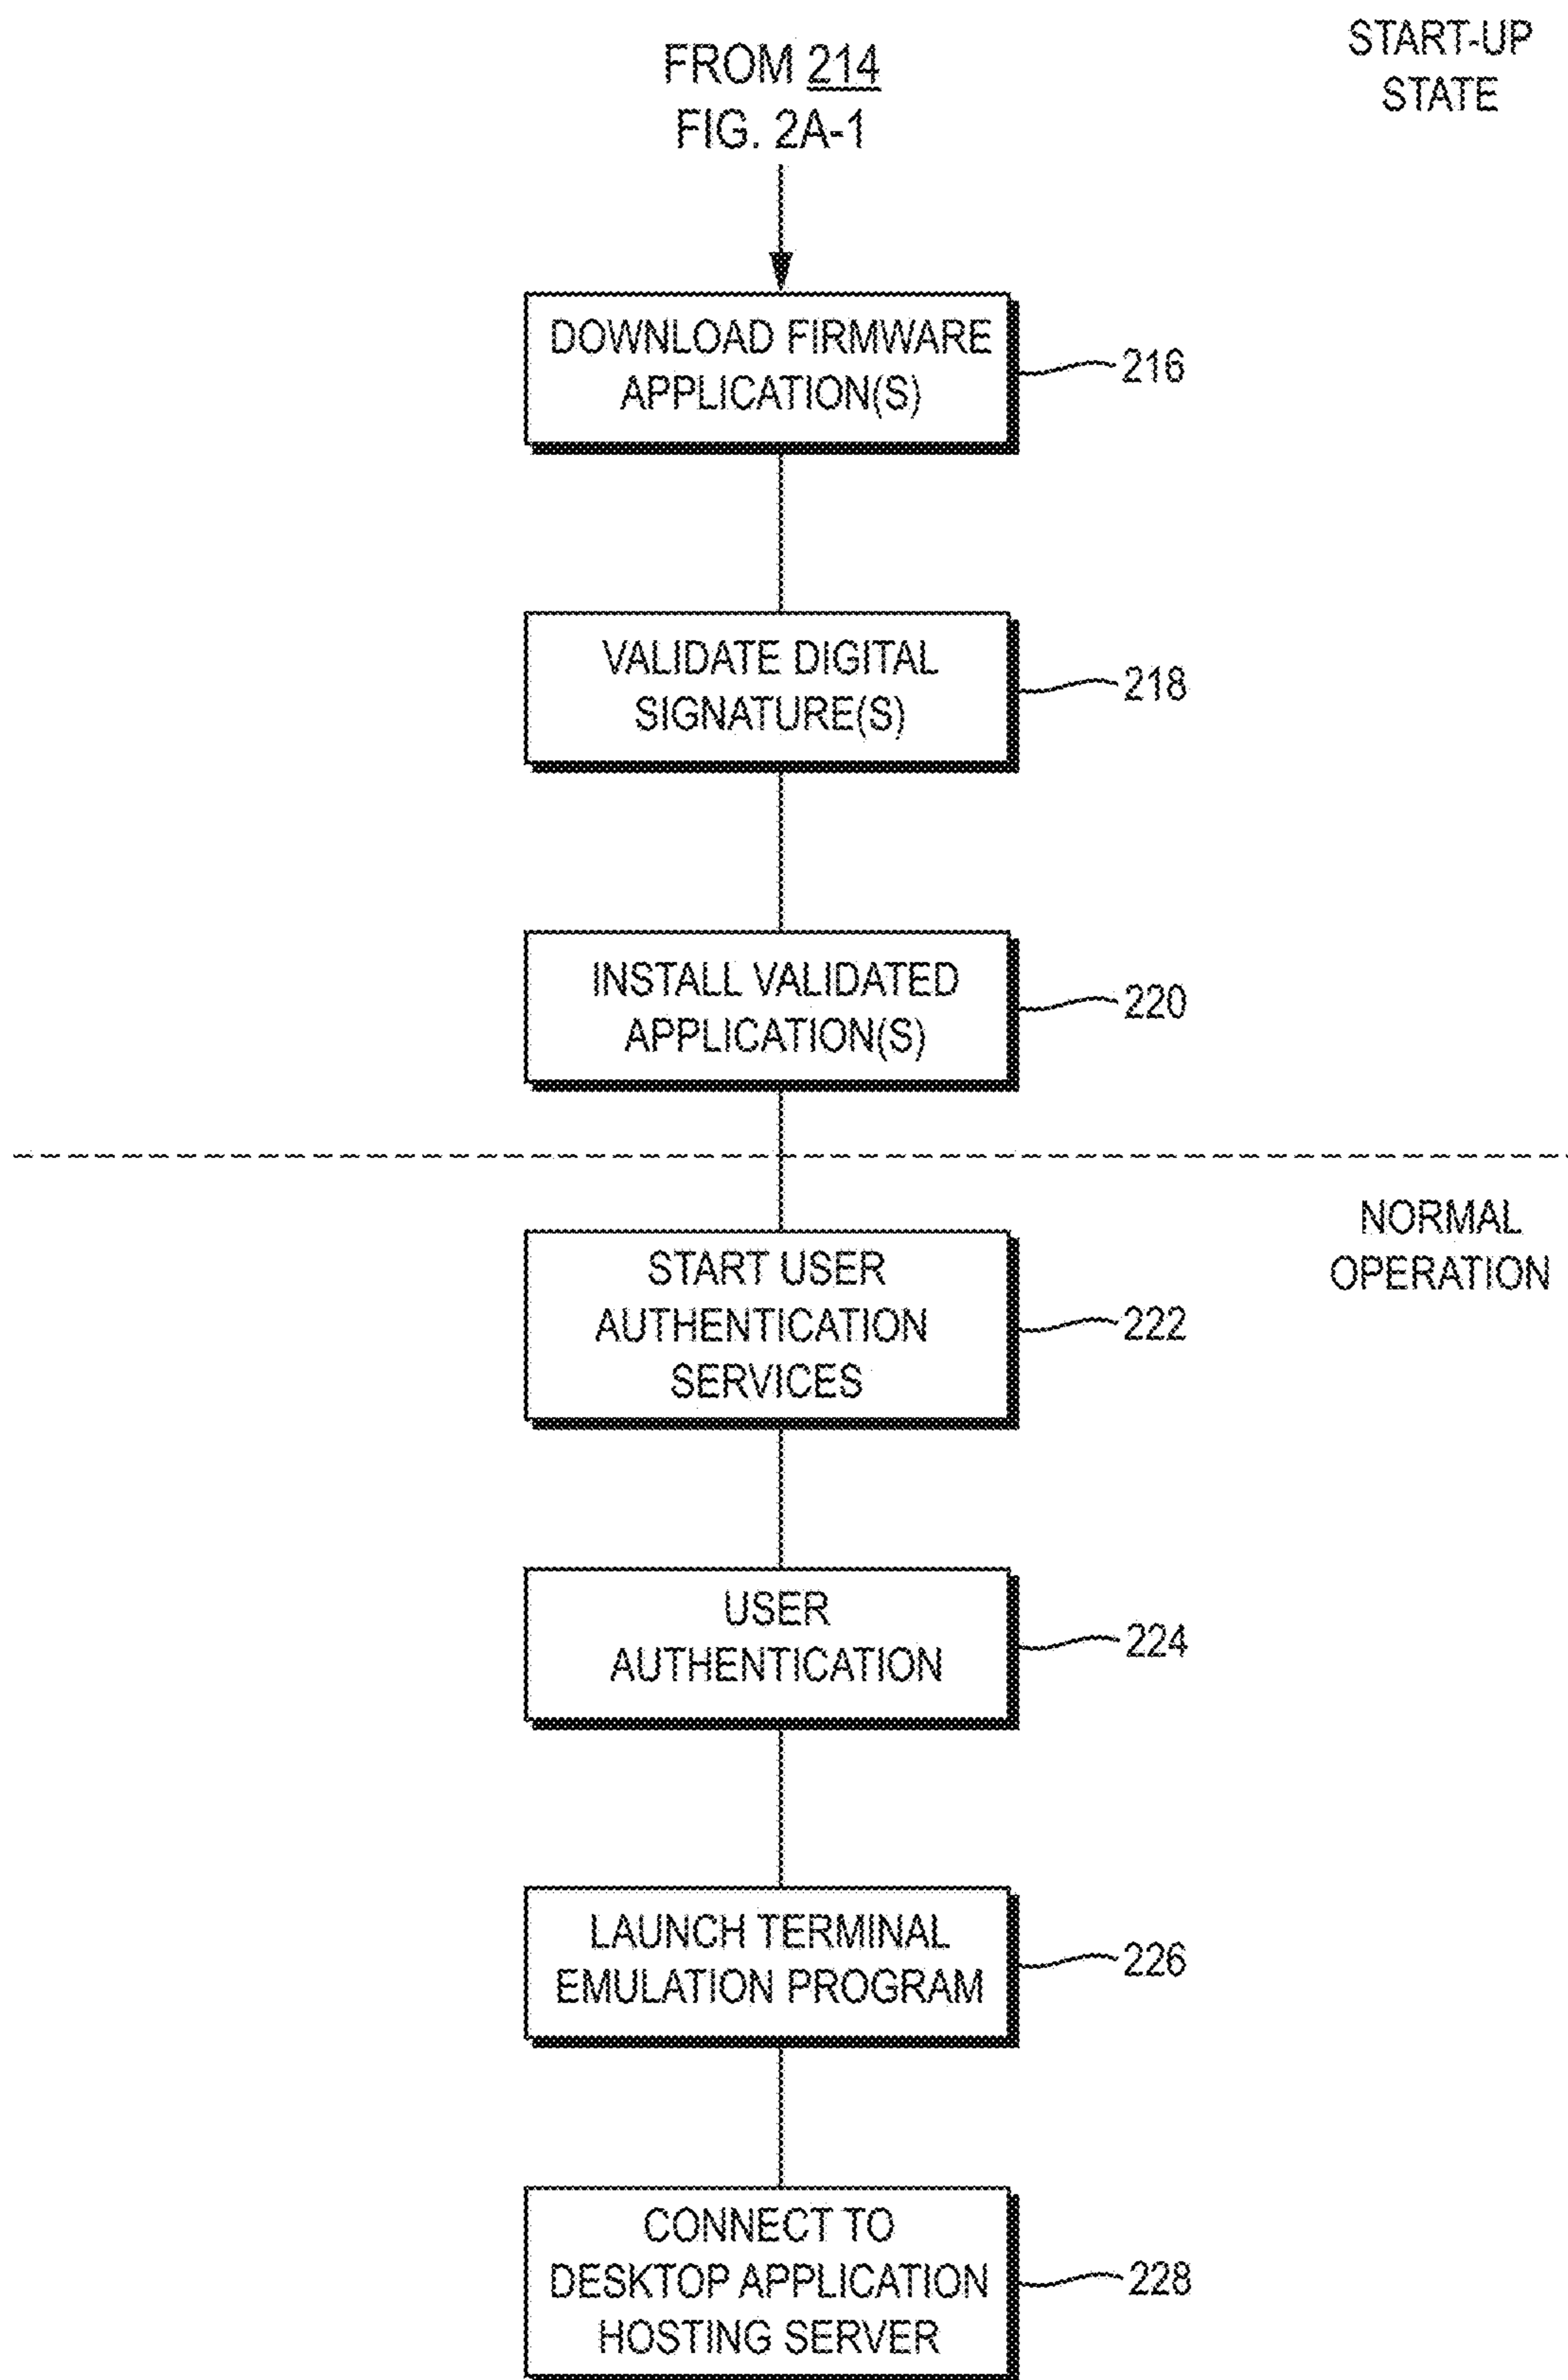 START-UP
STATE
FROM 214
FIG. 2A-1
DOWNLOAD FIRMWARE
APPLICATION(S)
216
VALIDATE DIGITAL
SIGNATURE(S)
218
INSTALL VALIDATED
APPLICATION(S)
220
NORMAL
OPERATION
START USER
AUTHENTICATION
SERVICES
222
USER
AUTHENTICATION
224
LAUNCH TERMINAL
EMULATION PROGRAM
226
CONNECT TO
DESKTOP APPLICATION
HOSTING SERVER
228